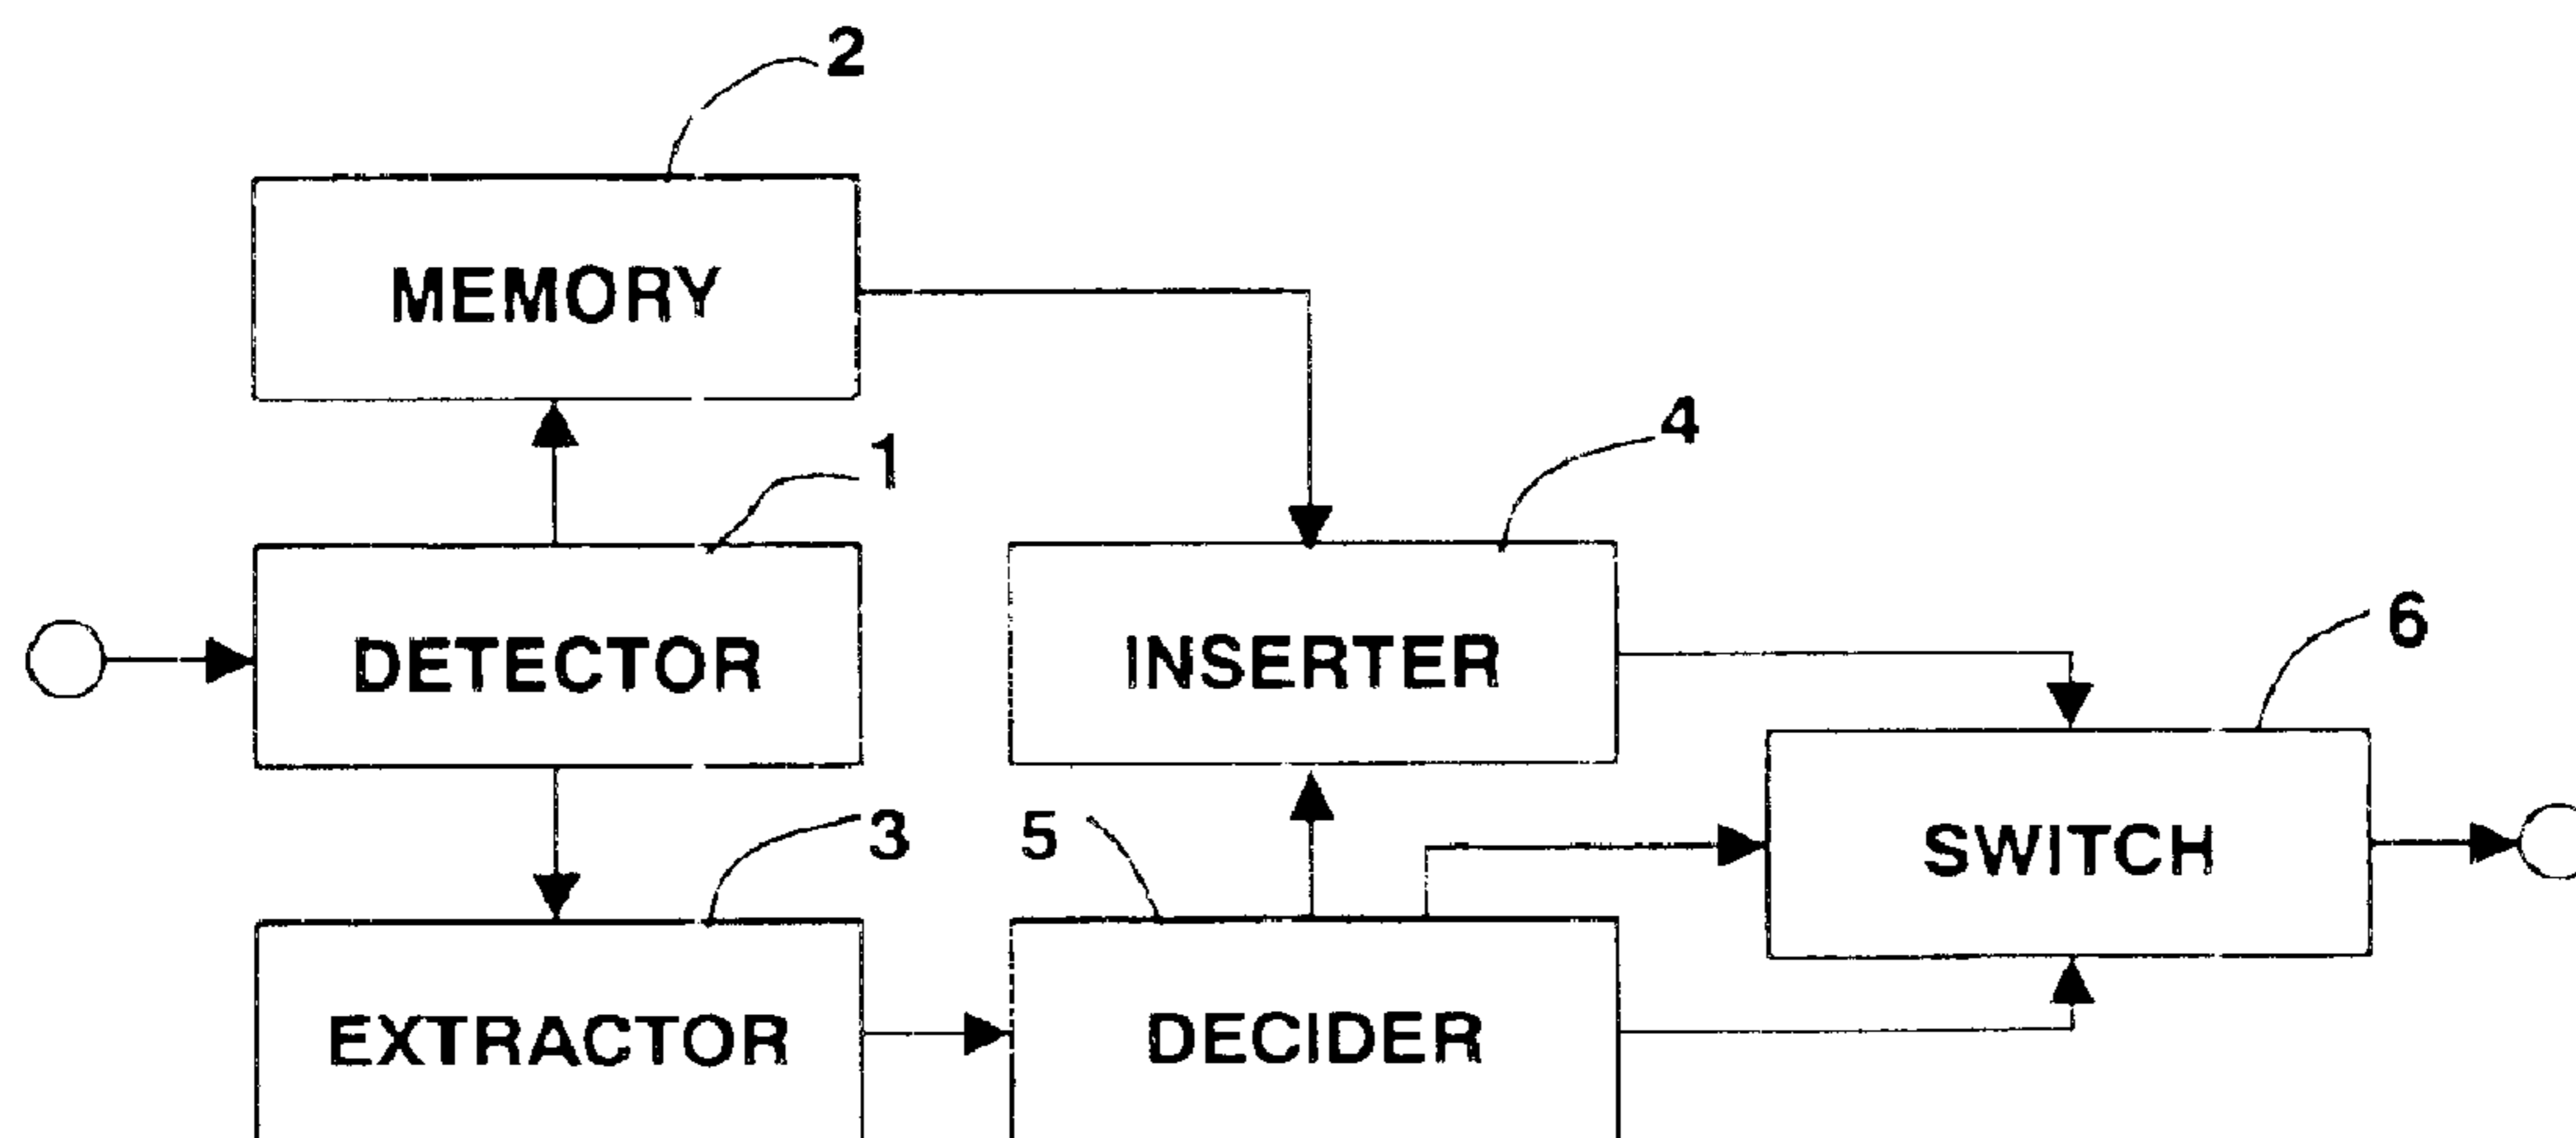 2
MEMORY
1
4
DETECTOR
INSERTER
6
3
5
SWITCH
EXTRACTOR
DECIDER